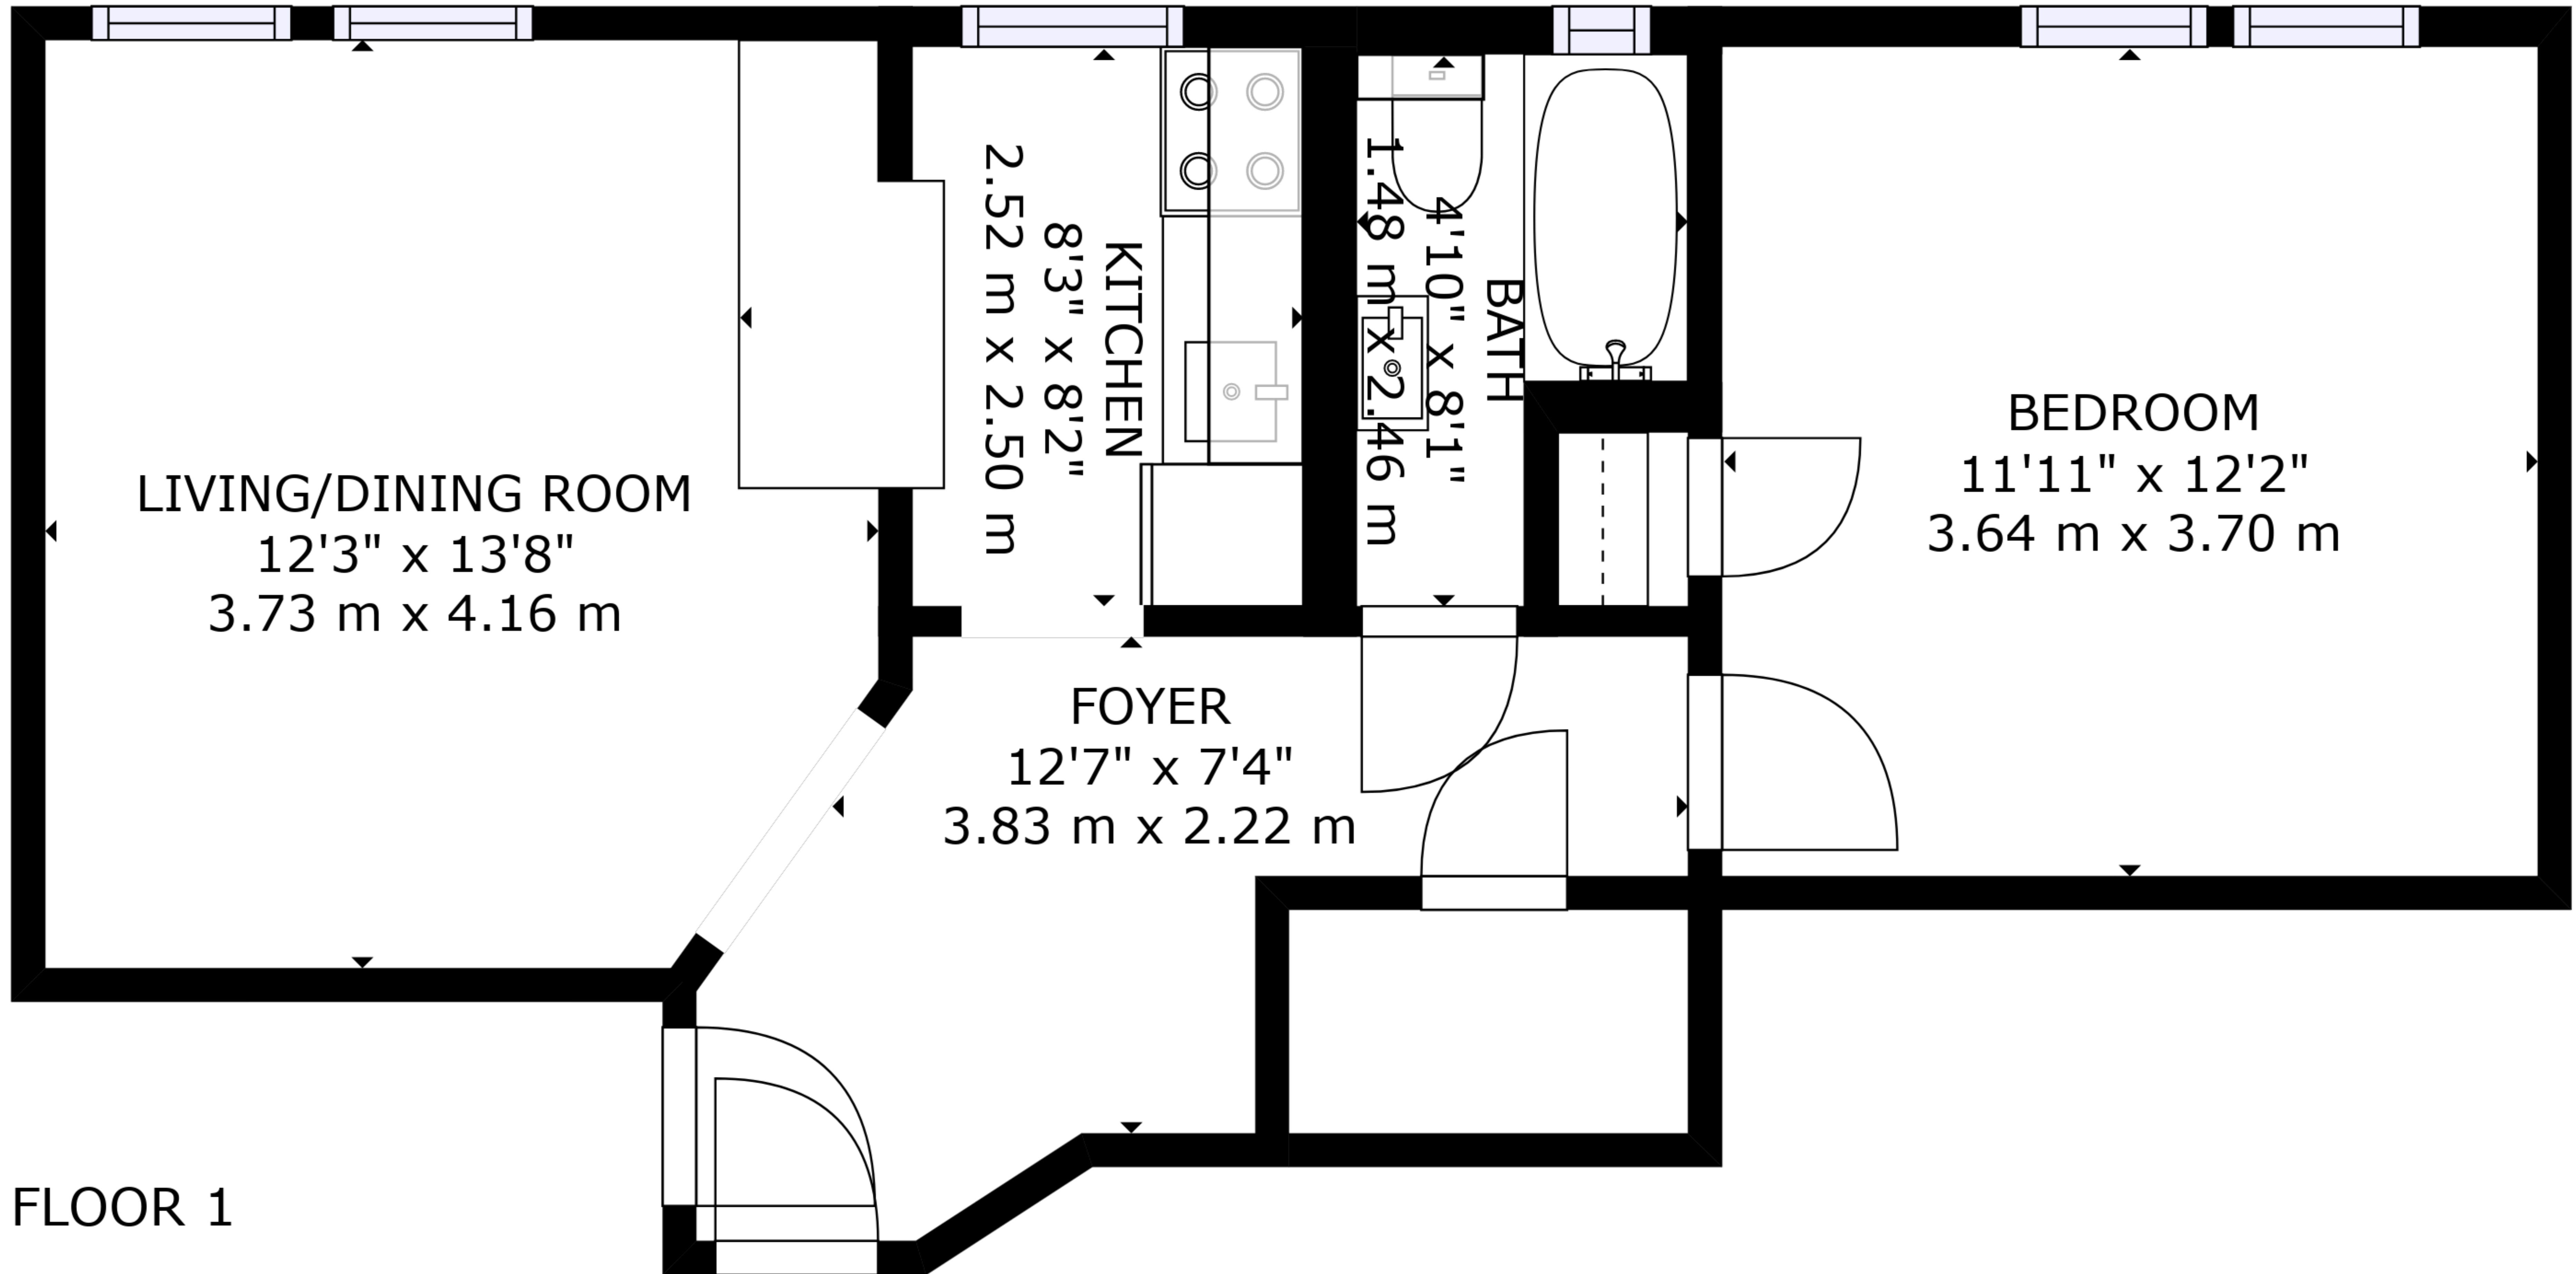 LIVING/DINING ROOM
12'3" x 13'8"
3.73 m x 4.16 m
KITCHEN
8'3" x 8'2"
2.52 m x 2.50 m
BATH
4'10" x 8'1"
1.48 m x 2.46 m
BEDROOM
11'11" x 12'2"
3.64 m x 3.70 m
FOYER
12'7" x 7'4"
3.83 m x 2.22 m
FLOOR 1